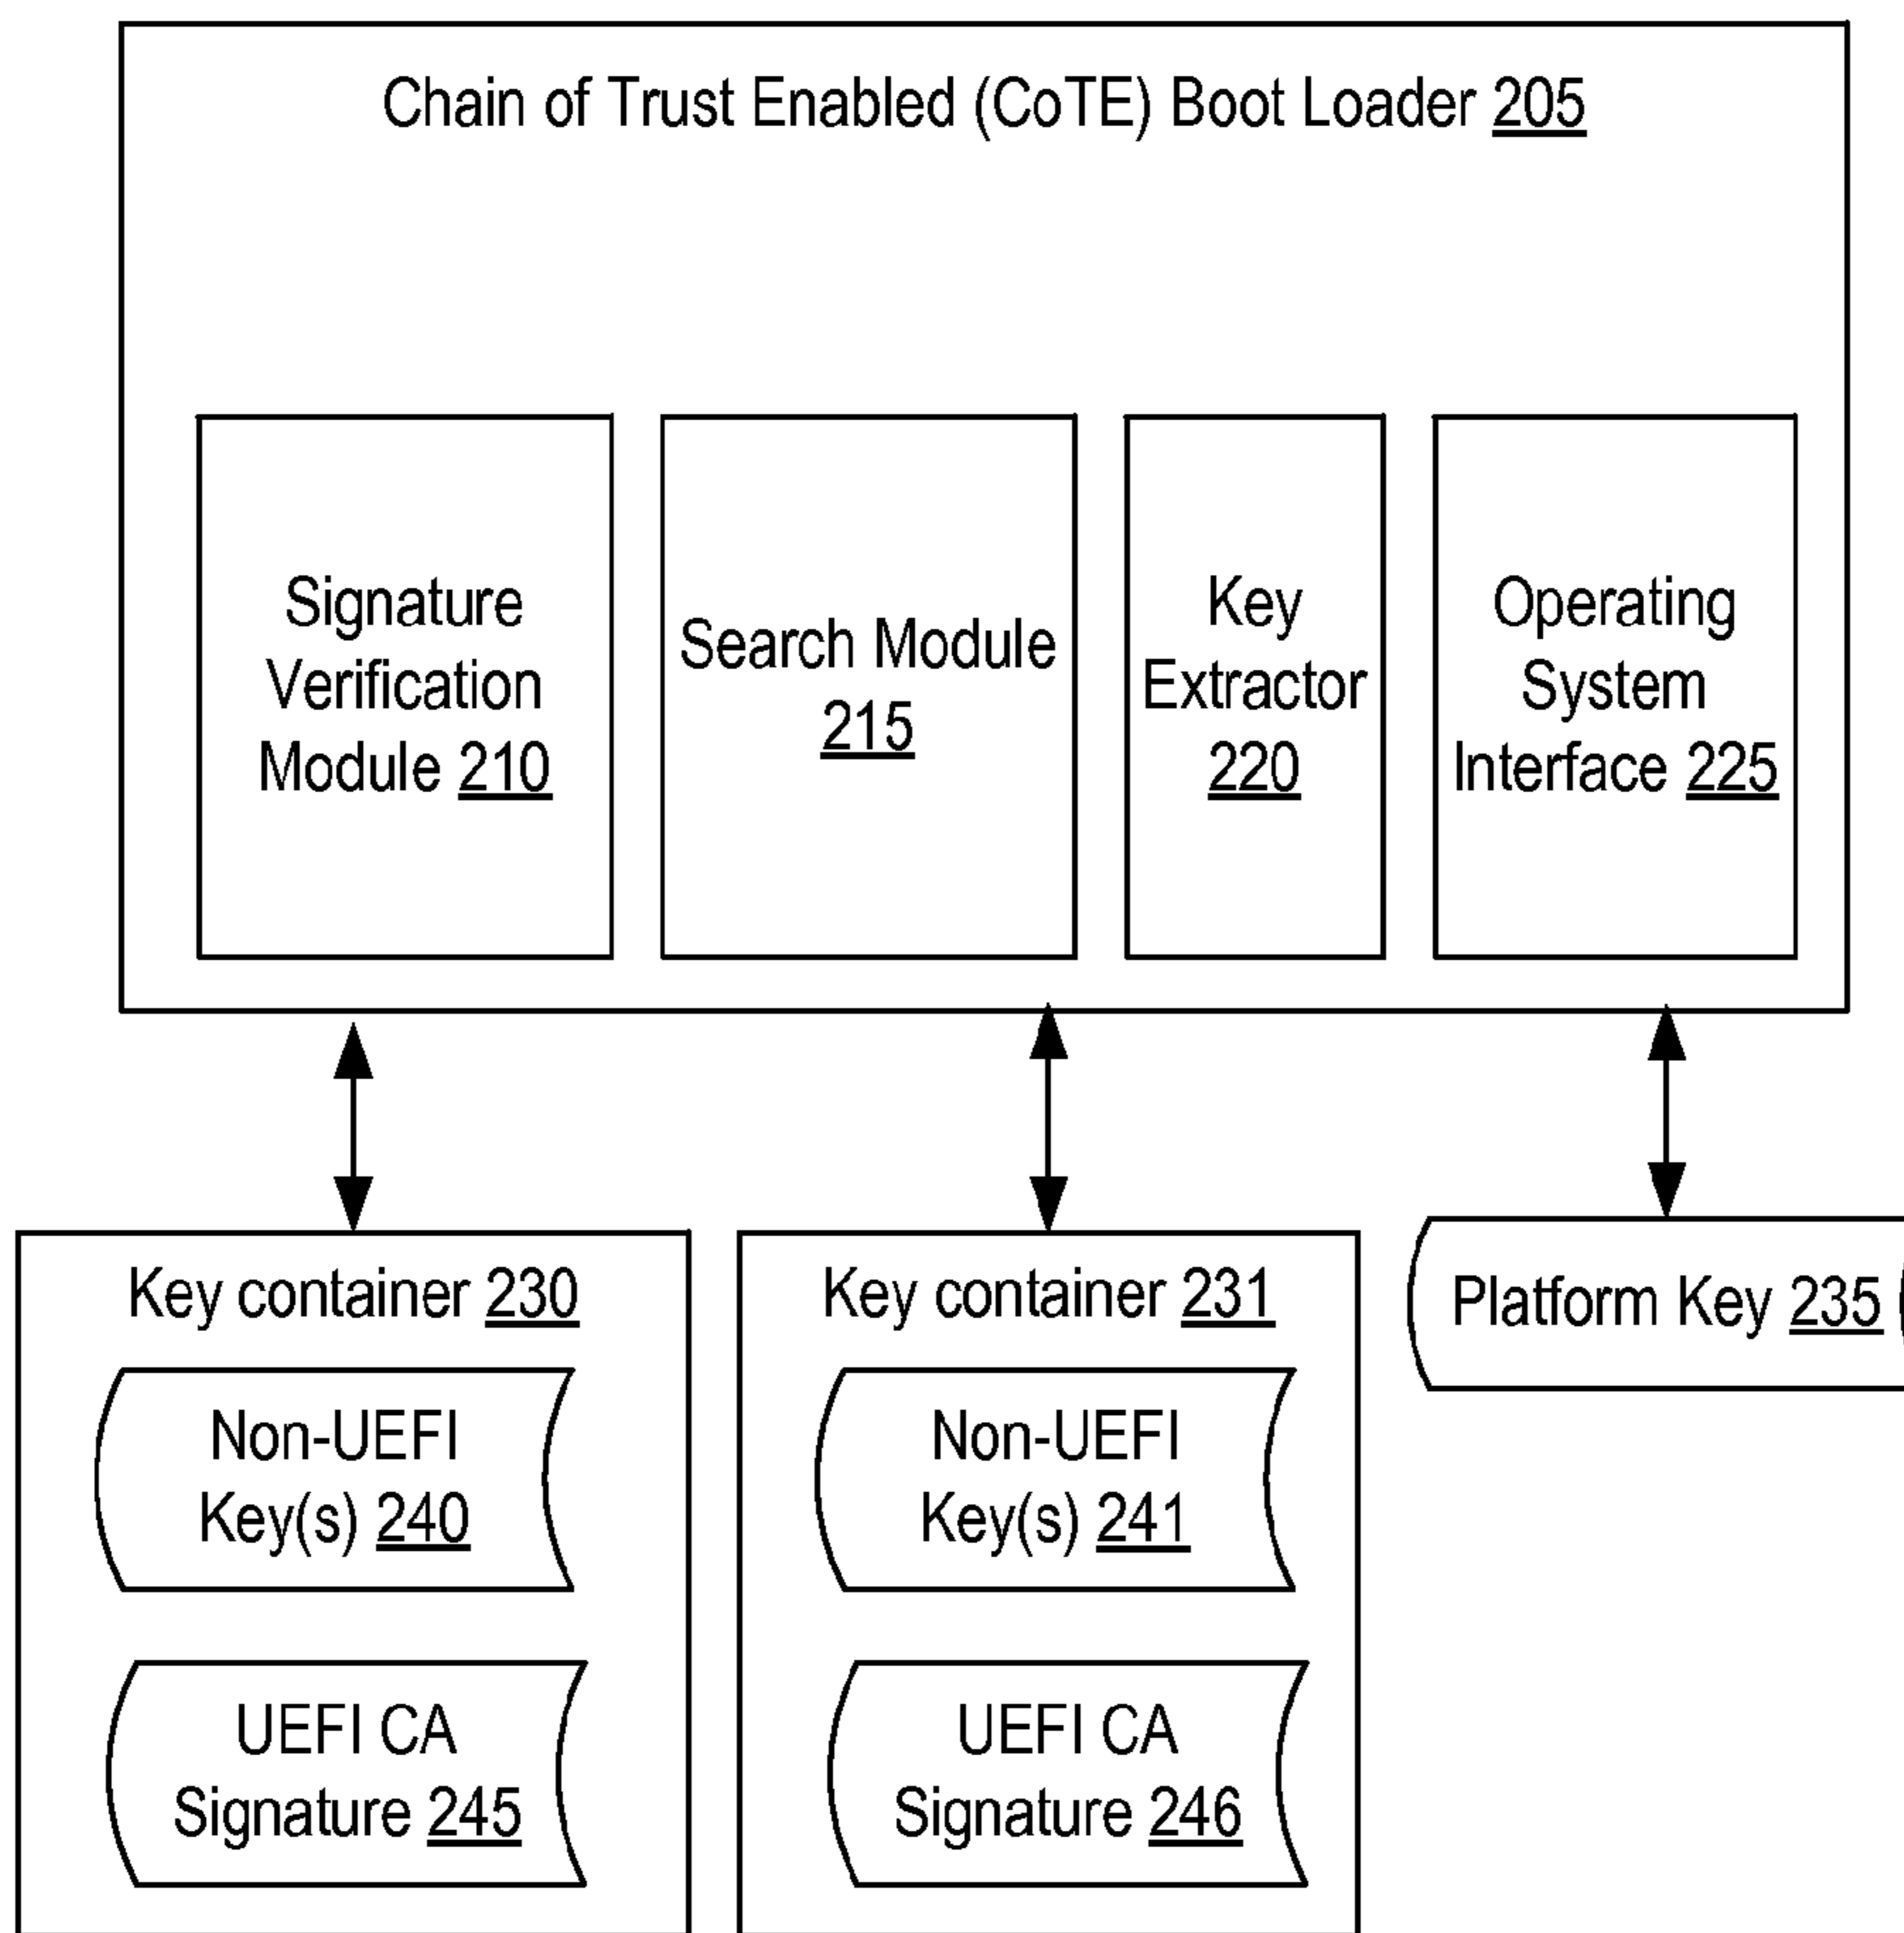 Chain of Trust Enabled (CoTE) Boot Loader 205
Signature
Verification
Module 210
Search Module
215
Key
Extractor
220
Operating
System
Interface 225
Key container 230
Non-UEFI
Key(s) 240
UEFI CA
Signature 245
Key container 231
Non-UEFI
Key(s) 241
UEFI CA
Signature 246
Platform Key 235